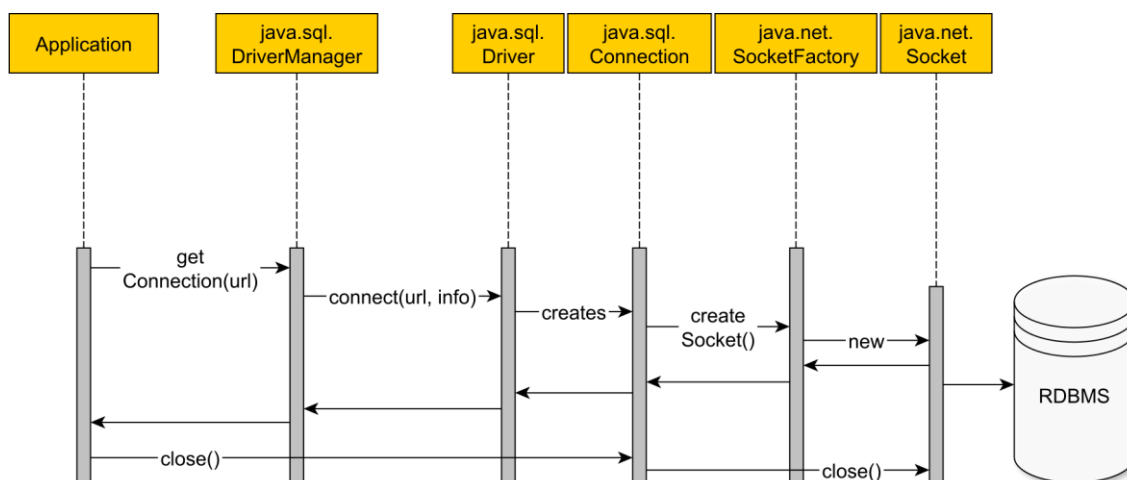 Application
java.sql.
DriverManager
java.sql.
Driver
java.sql.
Connection
java.net.
SocketFactory
java.net.
Socket
get
Connection(url)
connect(url, info)
creates
create
Socket()
new
RDBMS
close()
close()